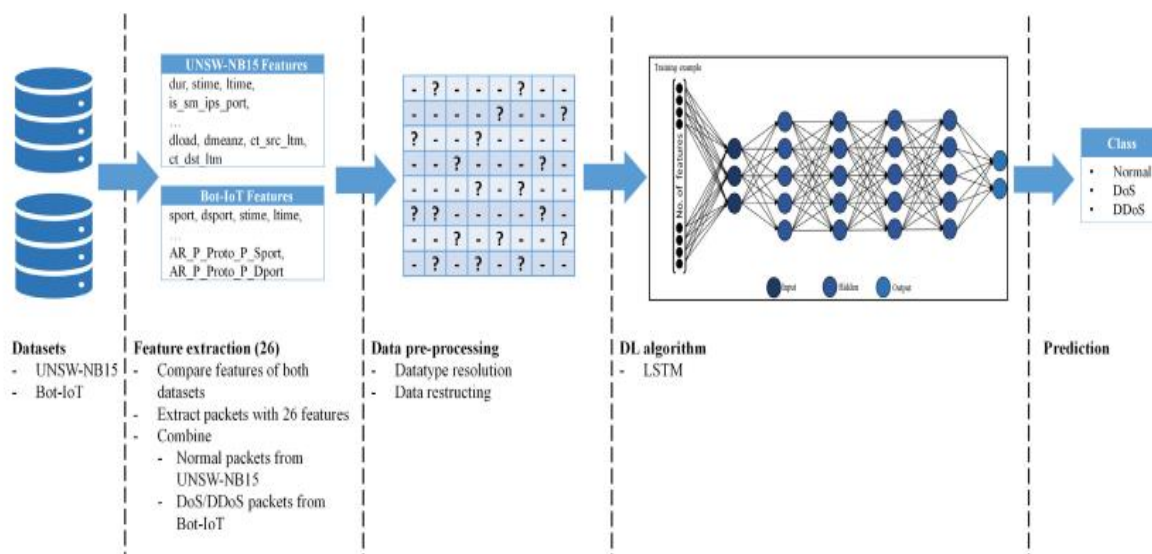 UNSW-NB15 Features
dur, stime, ltime,
is_sm_ips_port,
...
dload, dmeanz, ct_src_ltm,
ct_dst_ltm
Bot-IoT Features
sport, dsport, stime, ltime,
...
AR_P_Proto_P_Sport,
AR_P_Proto_P_Dport
- ? - - - ? - -
- - - - ? - - ?
? - - ? - - - -
- - ? - - - ? -
- - - ? - ? - -
? ? - - - - ? -
- - ? - ? - - ?
- ? - ? - ? - -
Training example
No. of features
Input
Hidden
Output
Class
• Normal
• DoS
• DDoS
Datasets
- UNSW-NB15
- Bot-IoT
Feature extraction (26)
- Compare features of both
datasets
- Extract packets with 26 features
- Combine
- Normal packets from
UNSW-NB15
- DoS/DDoS packets from
Bot-IoT
Data pre-processing
- Datatype resolution
- Data restructing
DL algorithm
- LSTM
Prediction